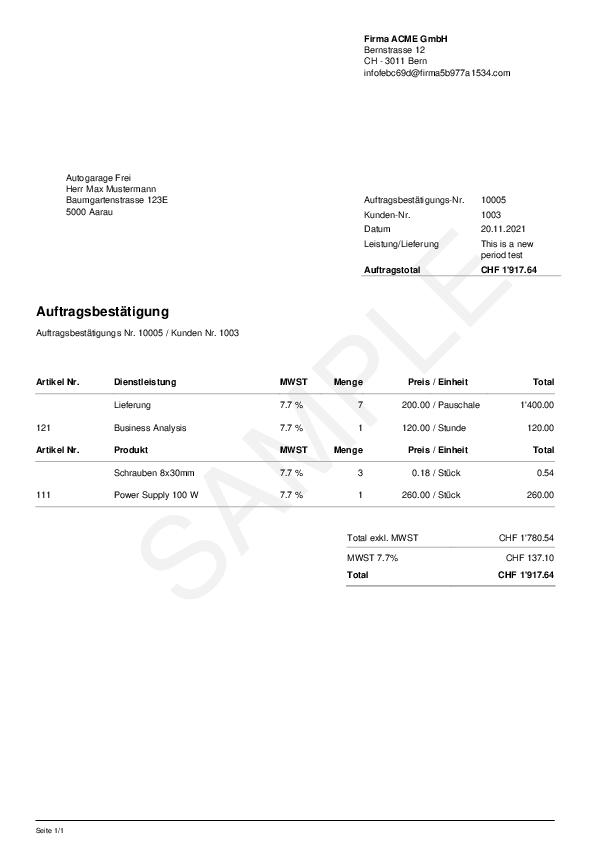 Firma ACME GmbH
Bernstrasse 12
CH - 3011 Bern
infofebc69d@firma5b977a1534.com
Autogarage Frei
Herr Max Mustermann
Baumgartenstrasse 123E
5000 Aarau
Auftragsbestätigungs-Nr. 10005
Kunden-Nr. 1003
Datum 20.11.2021
Leistung/Lieferung This is a new
period test
Auftragstotal CHF 1'917.64
Auftragsbestätigung
Auftragsbestätigungs Nr. 10005 / Kunden Nr. 1003
Artikel Nr. Dienstleistung MWST Menge Preis / Einheit Total
Lieferung 7.7 % 7 200.00 / Pauschale 1'400.00
121 Business Analysis 7.7 % 1 120.00 / Stunde 120.00
Artikel Nr. Produkt MWST Menge Preis / Einheit Total
Schrauben 8x30mm 7.7 % 3 0.18 / Stück 0.54
111 Power Supply 100 W 7.7 % 1 260.00 / Stück 260.00
Total exkl. MWST CHF 1'780.54
MWST 7.7% CHF 137.10
Total CHF 1'917.64
SAMPLE
Seite 1/1